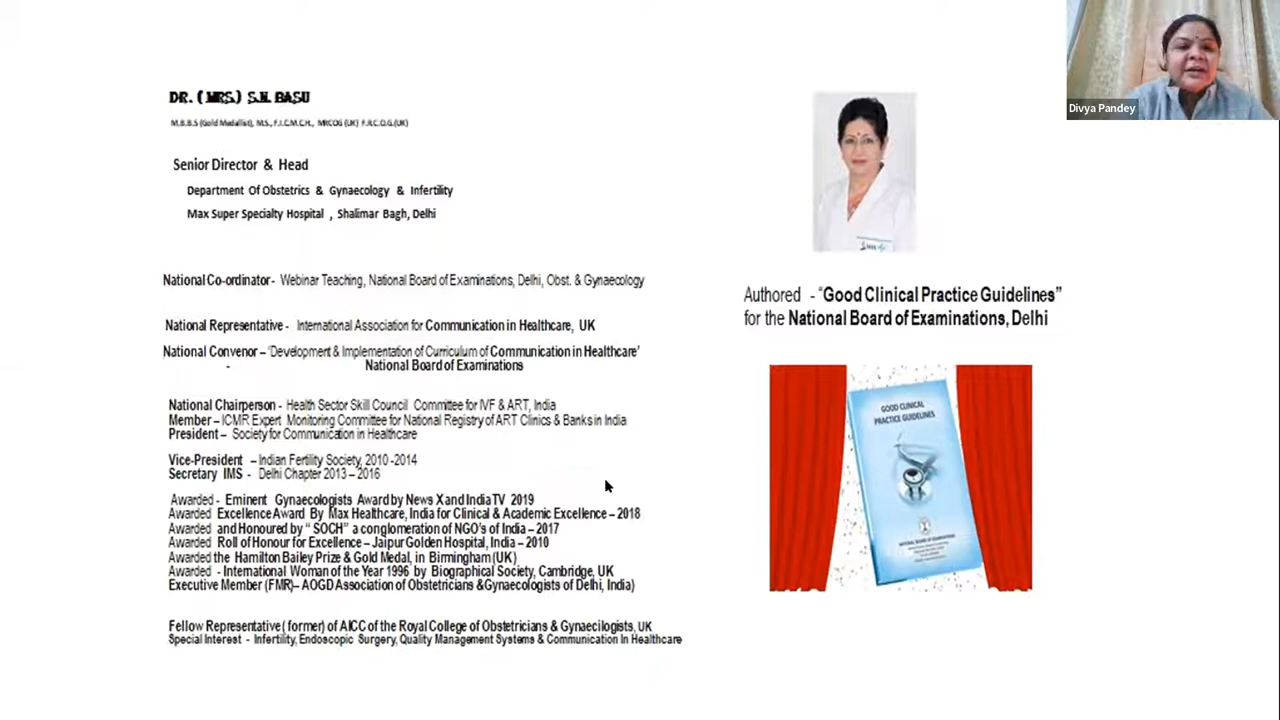 DR. (MRS.) S.N. BASU
M.B.B.S (Gold Medallist), M.S., F.I.C.M.C.H., MRCOG (UK) F.R.C.O.G.(UK)
Senior Director & Head
Department Of Obstetrics & Gynaecology & Infertility
Max Super Specialty Hospital , Shalimar Bagh, Delhi
National Co-ordinator- Webinar Teaching, National Board of Examinations, Delhi, Obst. & Gynaecology
National Representative - International Association for Communication in Healthcare, UK
National Convenor – 'Development & Implementation of Curriculum of Communication in Healthcare'
- National Board of Examinations
National Chairperson - Health Sector Skill Council Committee for IVF & ART, India
Member – ICMR Expert Monitoring Committee for National Registry of ART Clinics & Banks in India
President – Society for Communication in Healthcare
Vice-President – Indian Fertility Society, 2010 -2014
Secretary IMS - Delhi Chapter 2013 – 2016
Awarded - Eminent Gynaecologists Award by News X and India TV 2019
Awarded Excellence Award By Max Healthcare, India for Clinical & Academic Excellence – 2018
Awarded and Honoured by " SOCH" a conglomeration of NGO's of India – 2017
Awarded Roll of Honour for Excellence – Jaipur Golden Hospital, India – 2010
Awarded the Hamilton Bailey Prize & Gold Medal, in Birmingham (UK)
Awarded - International Woman of the Year 1996 by Biographical Society, Cambridge, UK
Executive Member (FMR)– AOGD Association of Obstetricians &Gynaecologists of Delhi, India)
Fellow Representative( former) of AICC of the Royal College of Obstetricians & Gynaecilogists, UK
Special Interest - Infertility, Endoscopic Surgery, Quality Management Systems & Communication In Healthcare
Divya Pandey
Authored - "Good Clinical Practice Guidelines"
for the National Board of Examinations, Delhi
GOOD CLINICAL
PRACTICE GUIDELINES
NATIONAL BOARD OF EXAMINATIONS